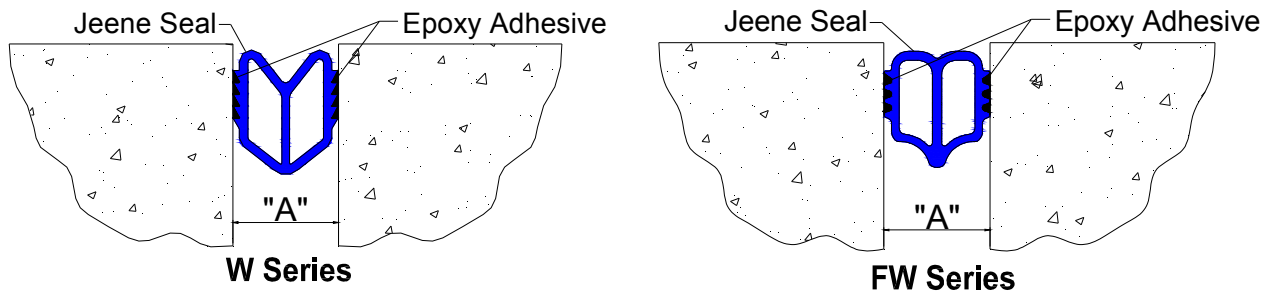 Jeene Seal
Epoxy Adhesive
"A"
W Series
Jeene Seal
Epoxy Adhesive
"A"
FW Series